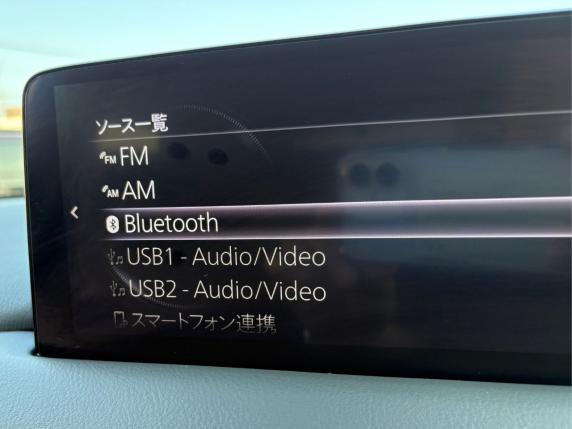 ソース一覧
FM FM
AM AM
Bluetooth
USB1 - Audio/Video
USB2 - Audio/Video
スマートフォン連携